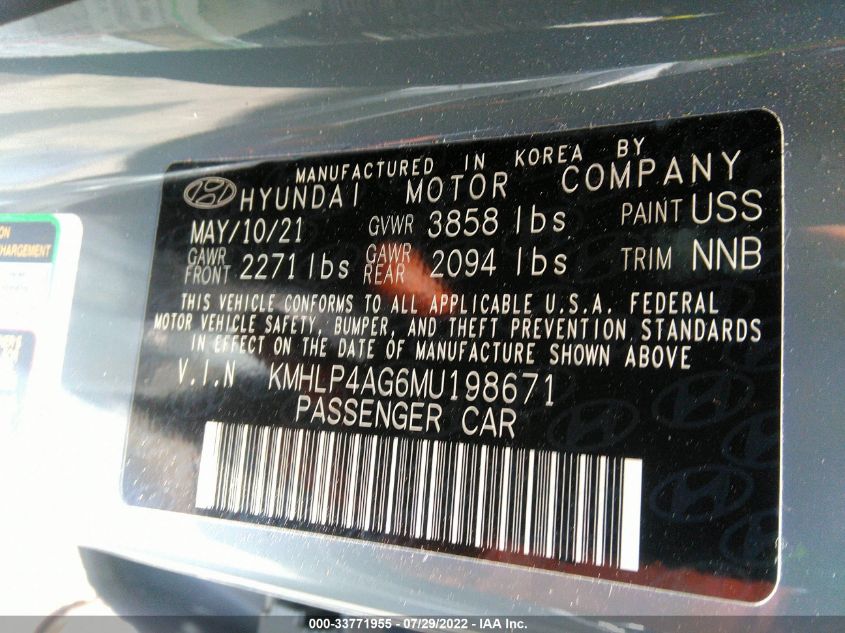 MANUFACTURED IN KOREA BY
HYUNDAI MOTOR COMPANY
MAY/10/21 GVWR 3858 lbs PAINT USS
GAWR FRONT 2271 lbs GAWR REAR 2094 lbs TRIM NNB
THIS VEHICLE CONFORMS TO ALL APPLICABLE U.S.A. FEDERAL
MOTOR VEHICLE SAFETY, BUMPER, AND THEFT PREVENTION STANDARDS
IN EFFECT ON THE DATE OF MANUFACTURE SHOWN ABOVE
V.I.N KMHLP4AG6MU198671
PASSENGER CAR
CHARGEMENT
000-33771955 - 07/29/2022 - IAA Inc.